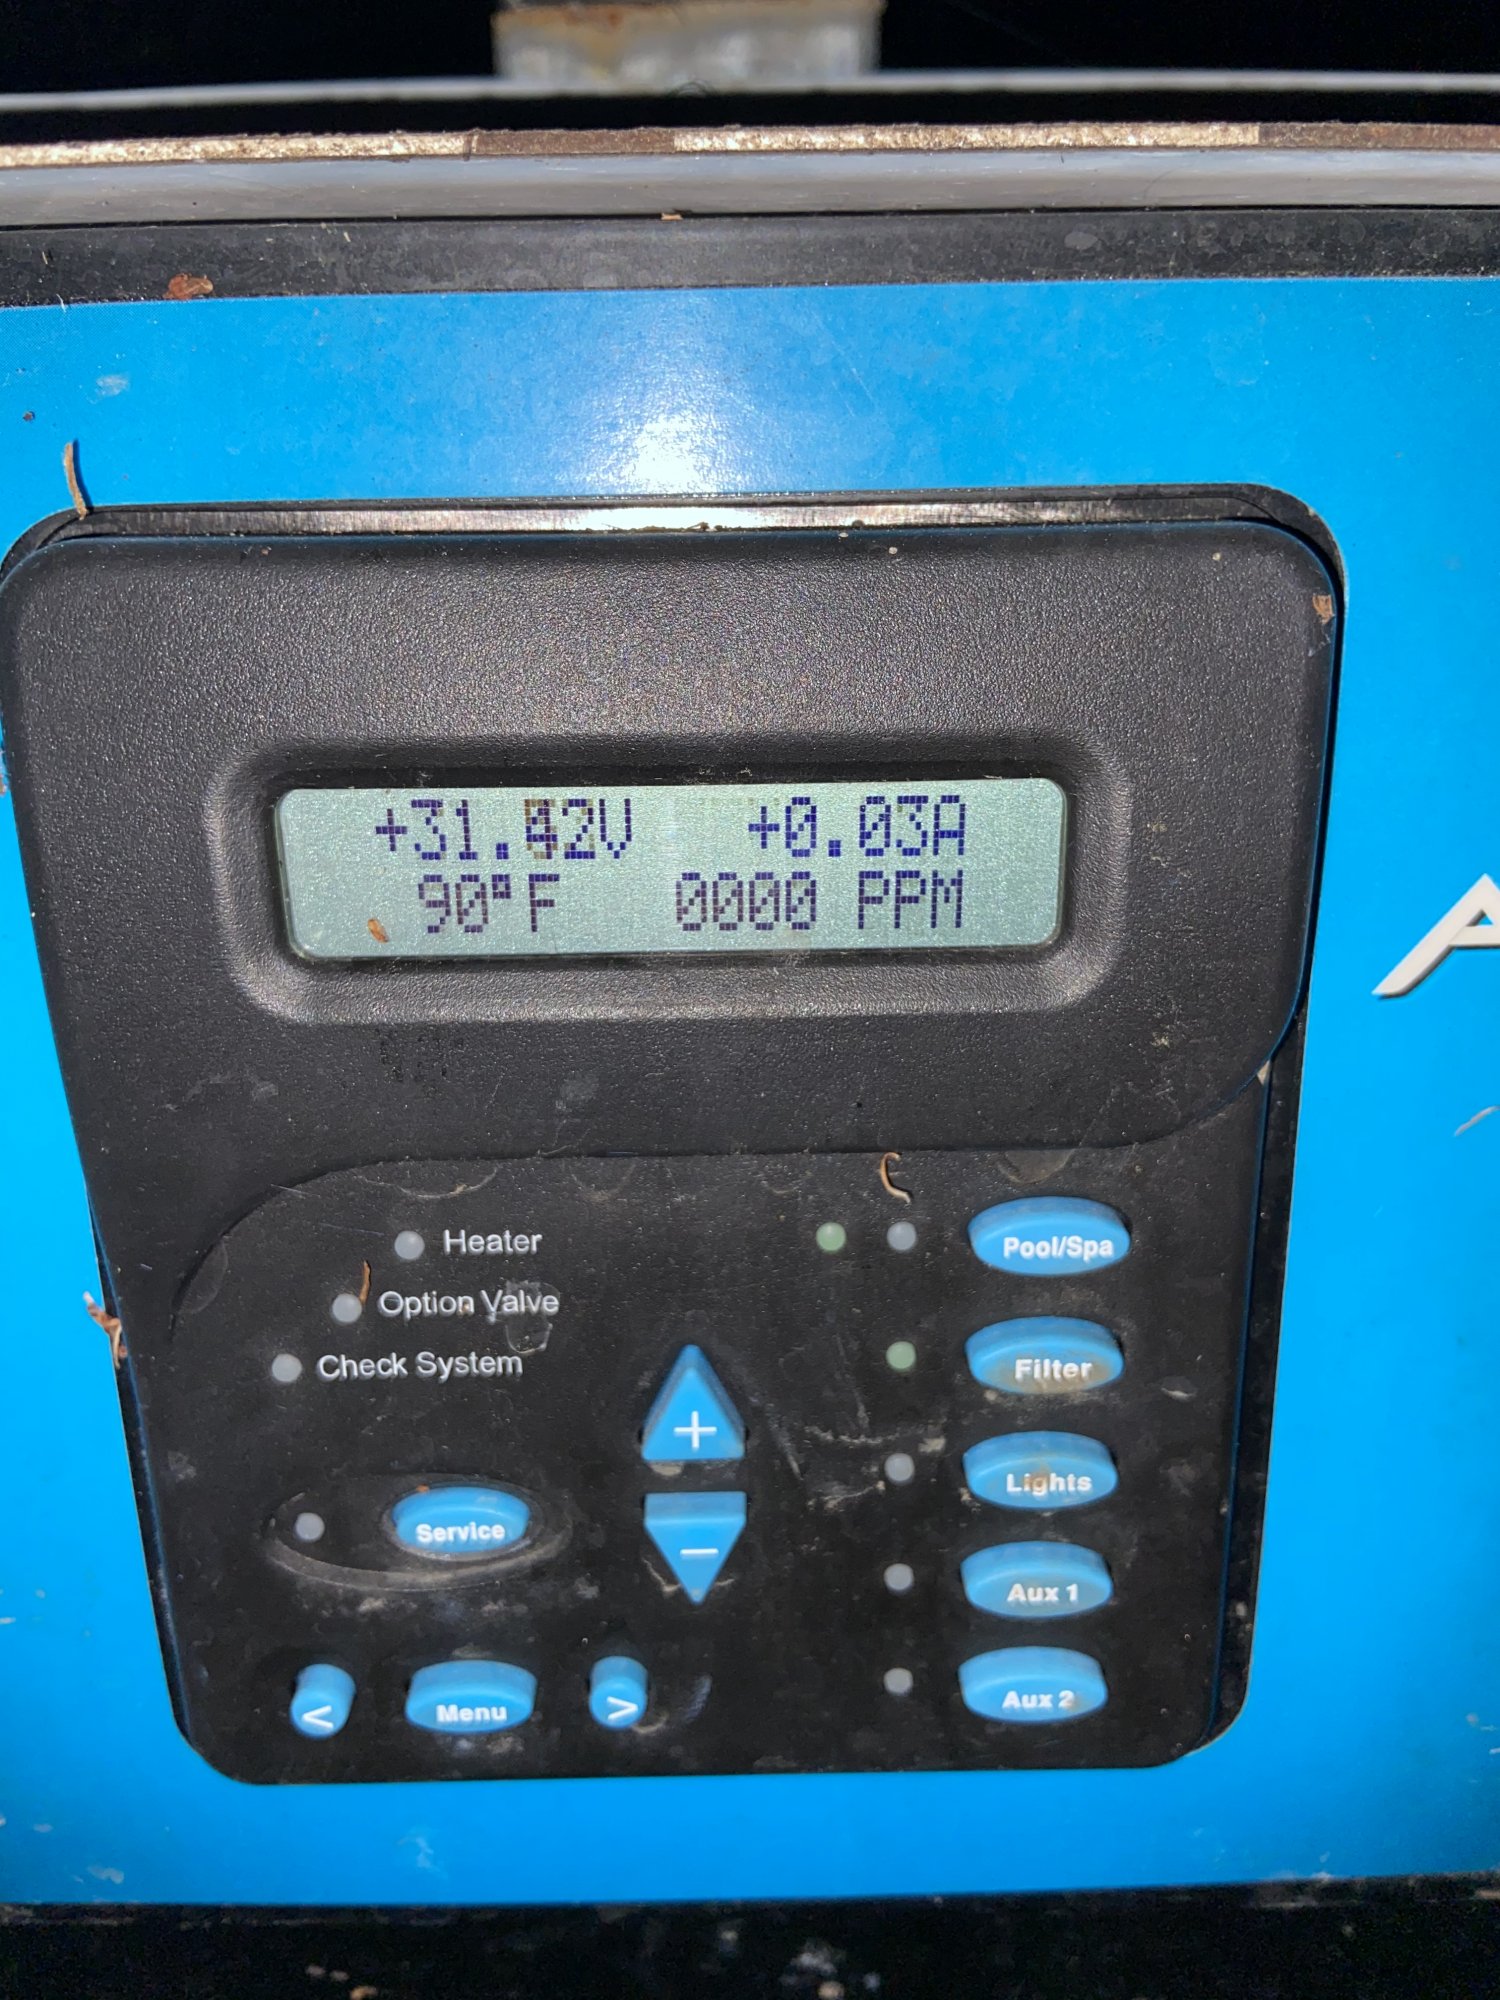 +31.42V +0.03A
90°F 0000 PPM
Heater
Option Valve
Check System
Pool/Spa
Filter
Lights
Aux 1
Aux 2
+
−
Service
< Menu >
A